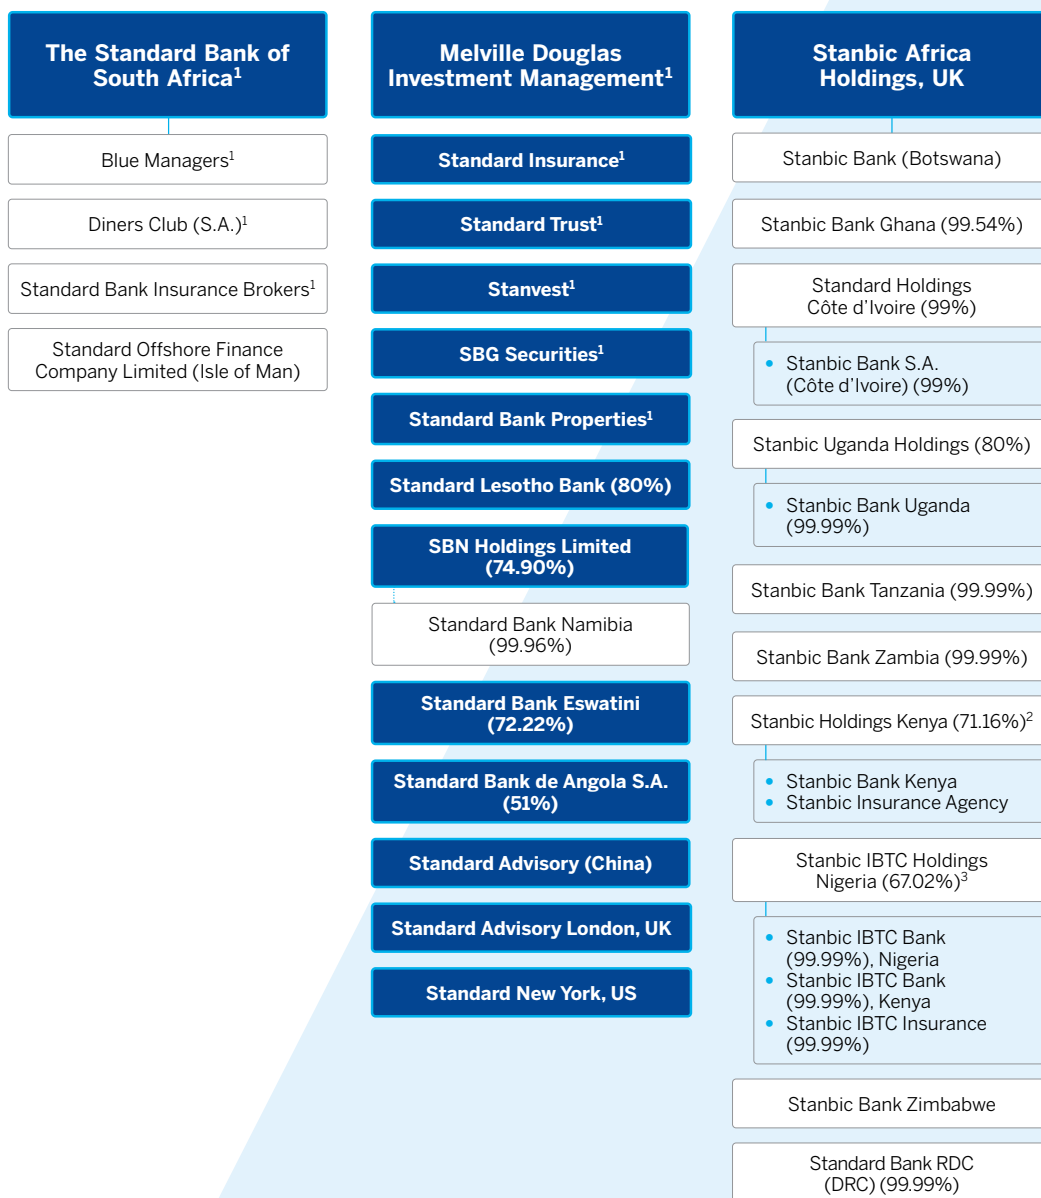 The Standard Bank of
South Africa¹
Blue Managers¹
Diners Club (S.A.)¹
Standard Bank Insurance Brokers¹
Standard Offshore Finance
Company Limited (Isle of Man)
Melville Douglas
Investment Management¹
Standard Insurance¹
Standard Trust¹
Stanvest¹
SBG Securities¹
Standard Bank Properties¹
Standard Lesotho Bank (80%)
SBN Holdings Limited
(74.90%)
Standard Bank Namibia
(99.96%)
Standard Bank Eswatini
(72.22%)
Standard Bank de Angola S.A.
(51%)
Standard Advisory (China)
Standard Advisory London, UK
Standard New York, US
Stanbic Africa
Holdings, UK
Stanbic Bank (Botswana)
Stanbic Bank Ghana (99.54%)
Standard Holdings
Côte d'Ivoire (99%)
• Stanbic Bank S.A.
(Côte d'Ivoire) (99%)
Stanbic Uganda Holdings (80%)
• Stanbic Bank Uganda
(99.99%)
Stanbic Bank Tanzania (99.99%)
Stanbic Bank Zambia (99.99%)
Stanbic Holdings Kenya (71.16%)²
• Stanbic Bank Kenya
• Stanbic Insurance Agency
Stanbic IBTC Holdings
Nigeria (67.02%)³
• Stanbic IBTC Bank
(99.99%), Nigeria
• Stanbic IBTC Bank
(99.99%), Kenya
• Stanbic IBTC Insurance
(99.99%)
Stanbic Bank Zimbabwe
Standard Bank RDC
(DRC) (99.99%)